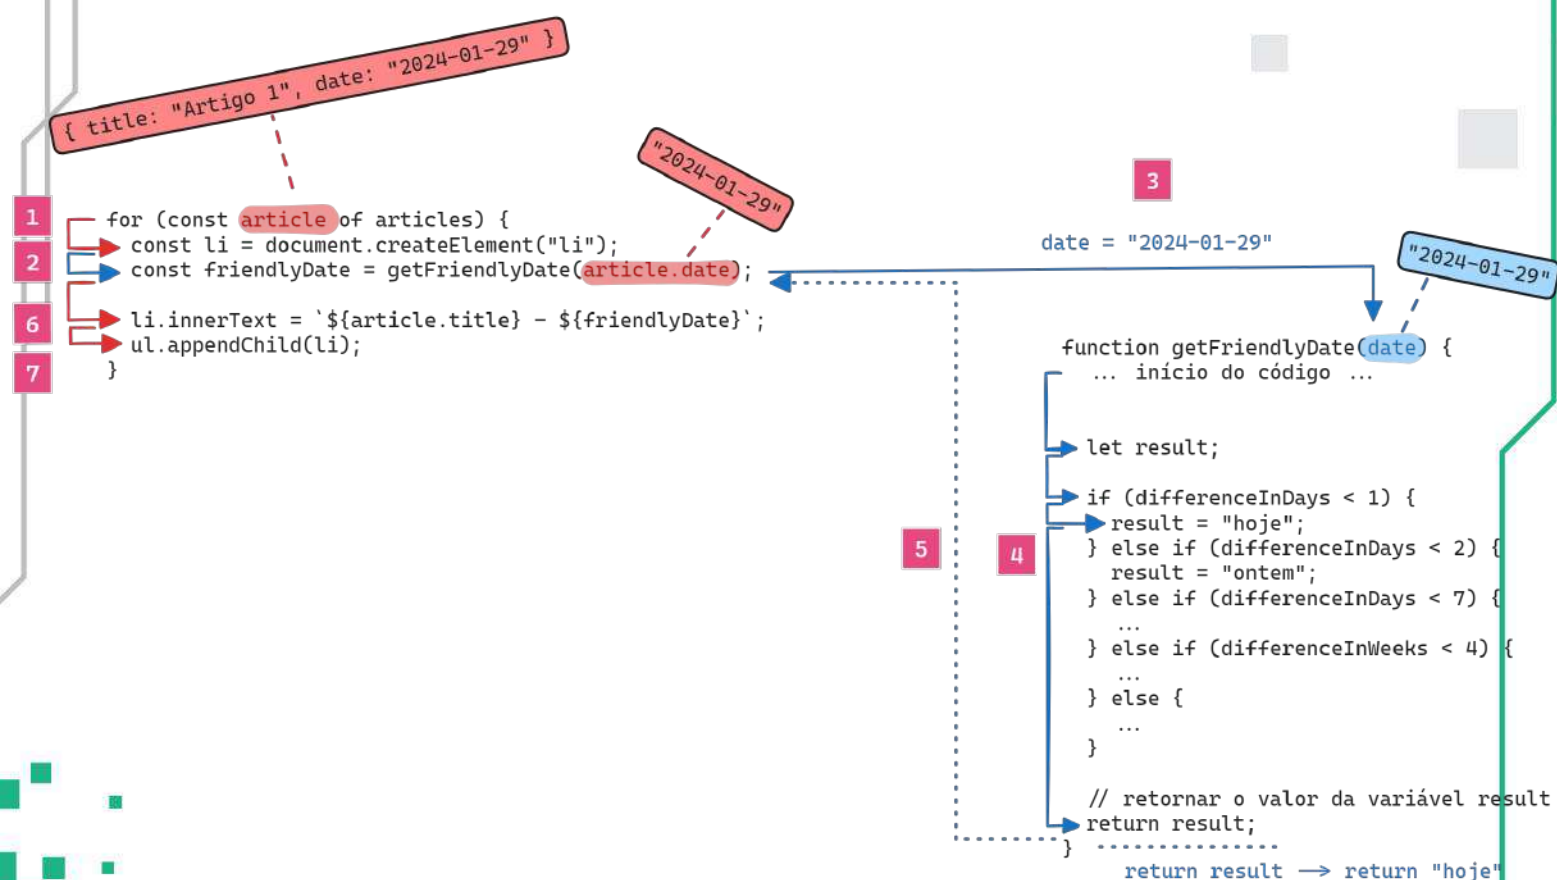 { title: "Artigo 1", date: "2024-01-29" }
"2024-01-29"
3
1
for (const article of articles) {
const li = document.createElement("li");
2
const friendlyDate = getFriendlyDate(article.date);
date = "2024-01-29"
"2024-01-29"
6
li.innerText = `${article.title} - ${friendlyDate}`;
ul.appendChild(li);
7
}
function getFriendlyDate(date) {
... início do código ...
let result;
if (differenceInDays < 1) {
result = "hoje";
5
4
} else if (differenceInDays < 2) {
result = "ontem";
} else if (differenceInDays < 7) {
...
} else if (differenceInWeeks < 4) {
...
} else {
...
}
// retornar o valor da variável result
return result;
}
return result → return "hoje"